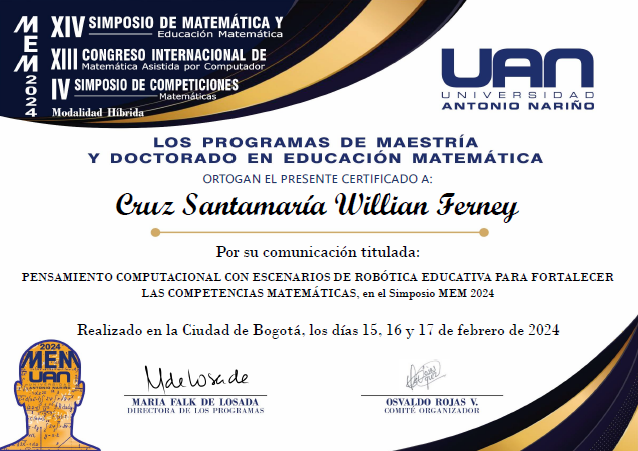 MEM
2024
XIV SIMPOSIO DE MATEMÁTICA Y
Educación Matemática
XIII CONGRESO INTERNACIONAL DE
Matemática Asistida por Computador
IV SIMPOSIO DE COMPETICIONES
Matemáticas
Modalidad Híbrida
UAN
UNIVERSIDAD
ANTONIO NARIÑO
LOS PROGRAMAS DE MAESTRÍA
Y DOCTORADO EN EDUCACIÓN MATEMÁTICA
ORTOGAN EL PRESENTE CERTIFICADO A:
Cruz Santamaría Willian Ferney
Por su comunicación titulada:
PENSAMIENTO COMPUTACIONAL CON ESCENARIOS DE ROBÓTICA EDUCATIVA PARA FORTALECER
LAS COMPETENCIAS MATEMÁTICAS, en el Simposio MEM 2024
Realizado en la Ciudad de Bogotá, los días 15, 16 y 17 de febrero de 2024
MdeLosada
MARIA FALK DE LOSADA
DIRECTORA DE LOS PROGRAMAS
OSVALDO ROJAS V.
COMITÉ ORGANIZADOR
2024
MEM
UAN
ANTONIO NARIÑO